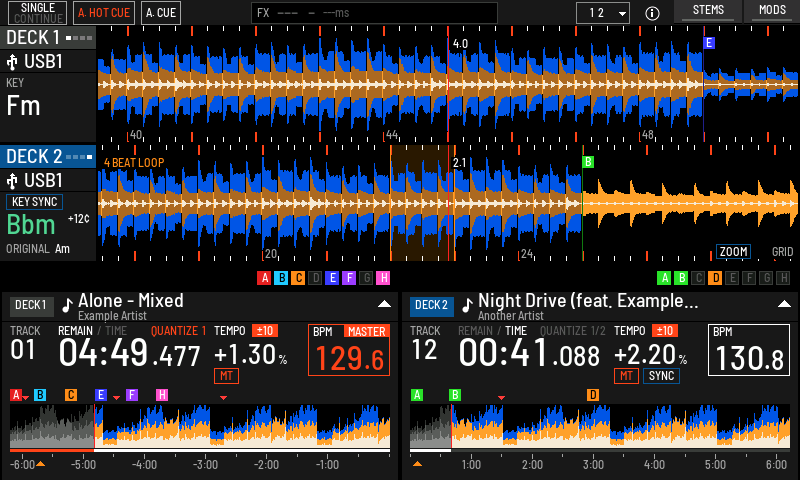 SINGLE
CONTINUE
A. HOT CUE
A. CUE
FX --- - ---ms
1 2
STEMS
MODS
DECK 1
USB1
KEY
Fm
4.0
E
40
44
48
DECK 2
USB1
KEY SYNC
Bbm +12¢
ORIGINAL Am
4 BEAT LOOP
2.1
B
20
24
ZOOM
GRID
A B C D E F G H
A B C D E F G H
DECK 1
Alone - Mixed
Example Artist
TRACK
01
REMAIN / TIME
QUANTIZE 1
04:49.477
TEMPO ±10
+1.30%
MT
BPM MASTER
129.6
A B C E F H
-6:00 -5:00 -4:00 -3:00 -2:00 -1:00
DECK 2
Night Drive (feat. Example...
Another Artist
TRACK
12
REMAIN / TIME
QUANTIZE 1/2
00:41.088
TEMPO ±10
+2.20%
MT SYNC
BPM
130.8
A B D
1:00 2:00 3:00 4:00 5:00 6:00